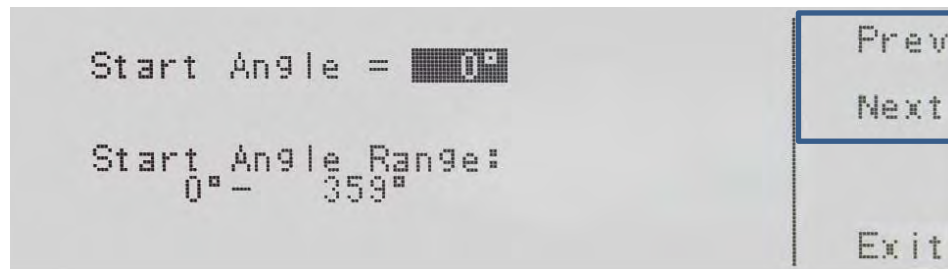 Start Angle = 0°
Prev
Next
Start Angle Range:
0°— 359°
Exit